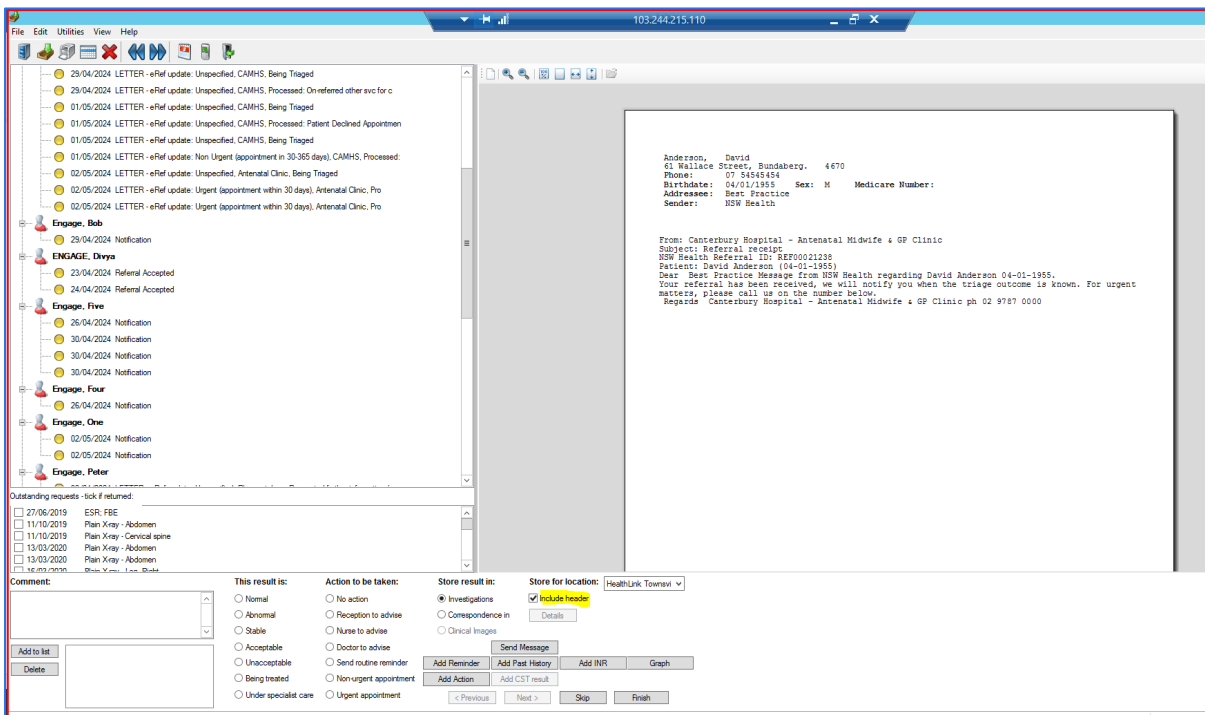 103.244.215.110
File Edit Utilities View Help
29/04/2024 LETTER - eRef update: Unspecified, CAMHS, Being Triaged
29/04/2024 LETTER - eRef update: Unspecified, CAMHS, Processed: On-referred other svc for c
01/05/2024 LETTER - eRef update: Unspecified, CAMHS, Being Triaged
01/05/2024 LETTER - eRef update: Unspecified, CAMHS, Processed: Patient Declined Appointmen
01/05/2024 LETTER - eRef update: Unspecified, CAMHS, Being Triaged
01/05/2024 LETTER - eRef update: Non Urgent (appointment in 30-365 days), CAMHS, Processed:
02/05/2024 LETTER - eRef update: Unspecified, Antenatal Clinic, Being Triaged
02/05/2024 LETTER - eRef update: Urgent (appointment within 30 days), Antenatal Clinic, Pro
02/05/2024 LETTER - eRef update: Urgent (appointment within 30 days), Antenatal Clinic, Pro
Engage, Bob
29/04/2024 Notification
ENGAGE, Divya
23/04/2024 Referral Accepted
24/04/2024 Referral Accepted
Engage, Five
26/04/2024 Notification
30/04/2024 Notification
30/04/2024 Notification
30/04/2024 Notification
Engage, Four
26/04/2024 Notification
Engage, One
02/05/2024 Notification
02/05/2024 Notification
Engage, Peter
Anderson, David
61 Wallace Street, Bundaberg. 4670
Phone: 07 54545454
Birthdate: 04/01/1955 Sex: M Medicare Number:
Addressee: Best Practice
Sender: NSW Health
From: Canterbury Hospital - Antenatal Midwife & GP Clinic
Subject: Referral receipt
NSW Health Referral ID: REF00021238
Patient: David Anderson (04-01-1955)
Dear Best Practice Message from NSW Health regarding David Anderson 04-01-1955.
Your referral has been received, we will notify you when the triage outcome is known. For urgent
matters, please call us on the number below.
Regards Canterbury Hospital - Antenatal Midwife & GP Clinic ph 02 9787 0000
Outstanding requests - tick if returned:
27/06/2019 ESR; FBE
11/10/2019 Plain X-ray - Abdomen
11/10/2019 Plain X-ray - Cervical spine
13/03/2020 Plain X-ray - Abdomen
13/03/2020 Plain X-ray - Abdomen
Comment: This result is: Action to be taken: Store result in: Store for location: HealthLink Townsvi
Normal No action Investigations Include header
Abnormal Reception to advise Correspondence in Details
Stable Nurse to advise Clinical Images
Add to list Acceptable Doctor to advise Send Message
Delete Unacceptable Send routine reminder Add Reminder Add Past History Add INR Graph
Being treated Non-urgent appointment Add Action Add CST result
Under specialist care Urgent appointment < Previous Next > Skip Finish